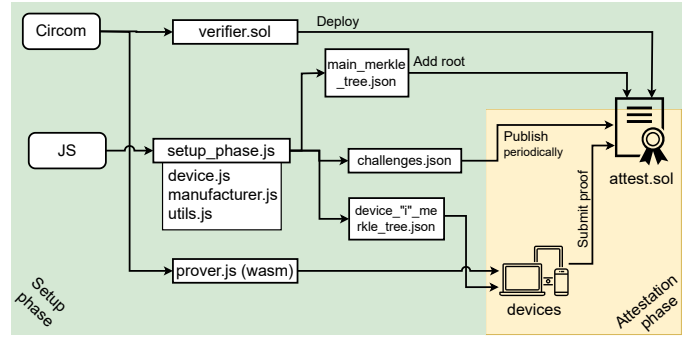 Circom
verifier.sol
Deploy
main_merkle
_tree.json
Add root
JS
setup_phase.js
device.js
manufacturer.js
utils.js
challenges.json
Publish
periodically
attest.sol
device_"i"_me
rkle_tree.json
Submit proof
prover.js (wasm)
devices
Setup
phase
Attestation
phase